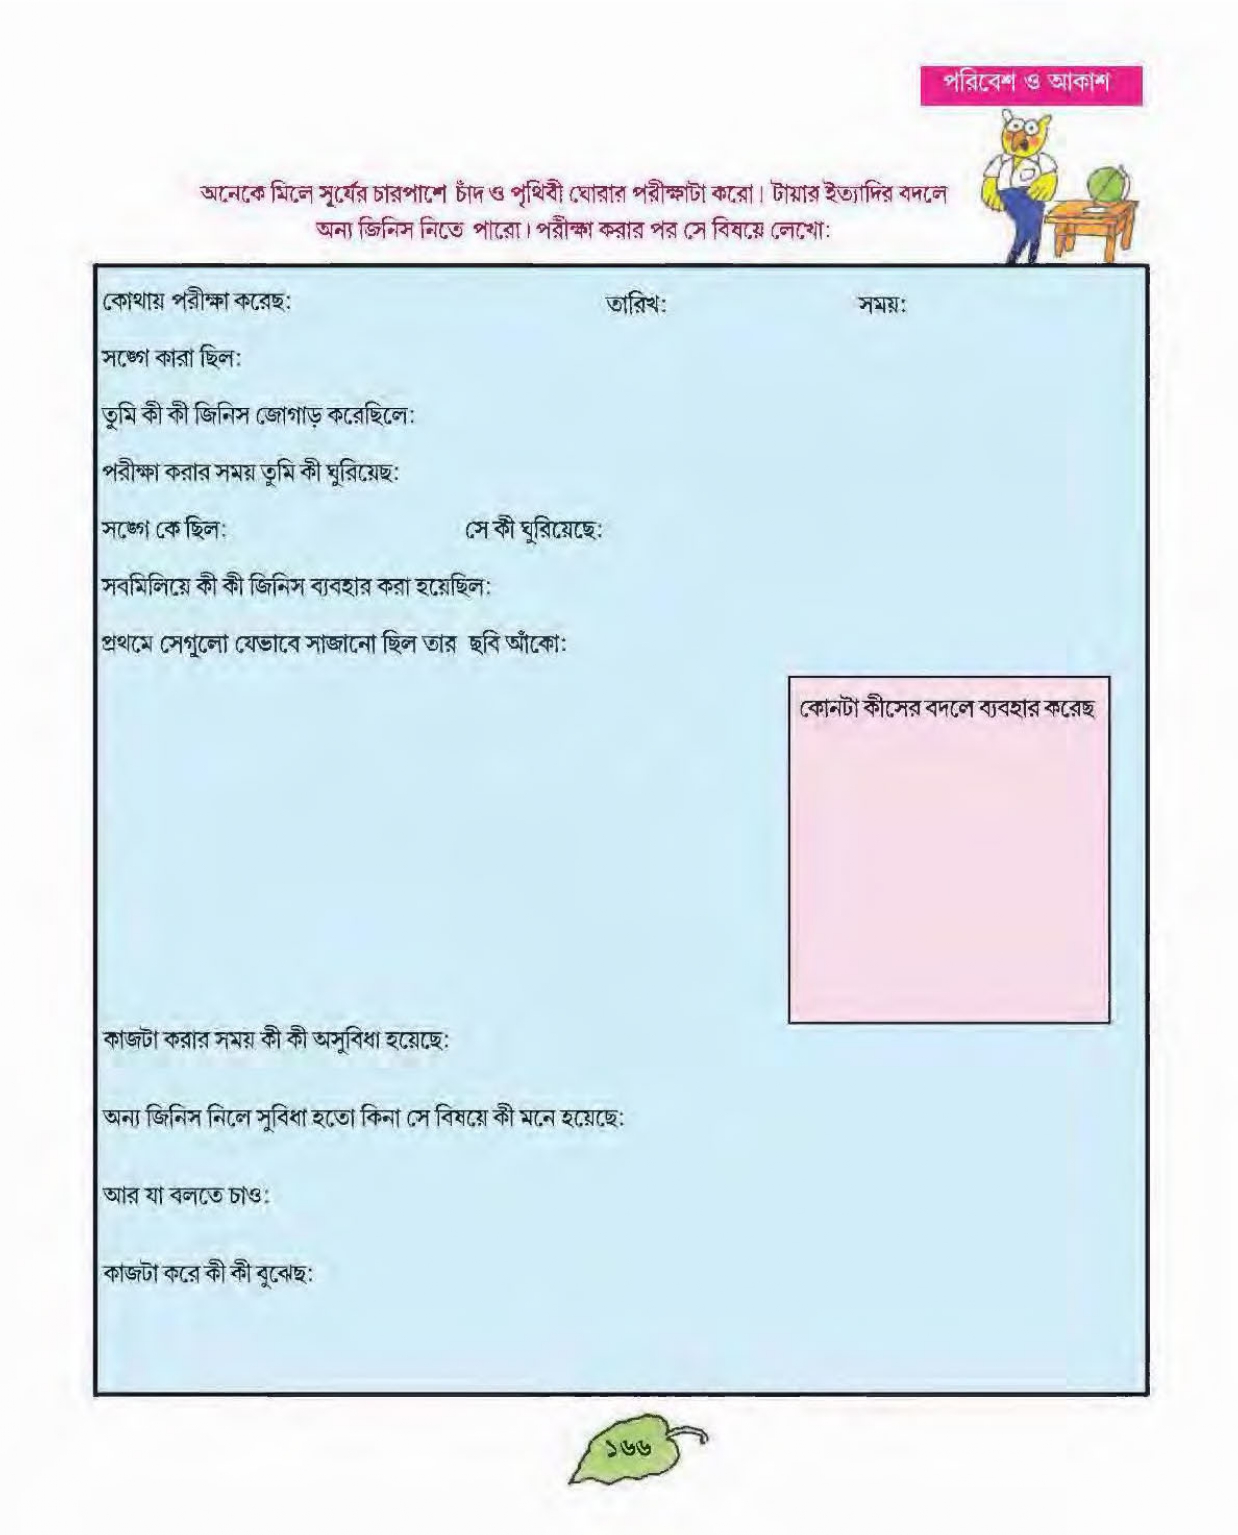 পরিবেশ ও আকাশ
অনেকে মিলে সূর্যের চারপাশে চাঁদ ও পৃথিবী ঘোরার পরীক্ষাটা করো। টায়ার ইত্যাদির বদলে
অন্য জিনিস নিতে পারো। পরীক্ষা করার পর সে বিষয়ে লেখো:
কোথায় পরীক্ষা করেছ: তারিখ: সময়:
সঙ্গে কারা ছিল:
তুমি কী কী জিনিস জোগাড় করেছিলে:
পরীক্ষা করার সময় তুমি কী ঘুরিয়েছ:
সঙ্গে কে ছিল: সে কী ঘুরিয়েছে:
সবমিলিয়ে কী কী জিনিস ব্যবহার করা হয়েছিল:
প্রথমে সেগুলো যেভাবে সাজানো ছিল তার ছবি আঁকো:
কোনটা কীসের বদলে ব্যবহার করেছ
কাজটা করার সময় কী কী অসুবিধা হয়েছে:
অন্য জিনিস নিলে সুবিধা হতো কিনা সে বিষয়ে কী মনে হয়েছে:
আর যা বলতে চাও:
কাজটা করে কী কী বুঝেছ:
১৬৬